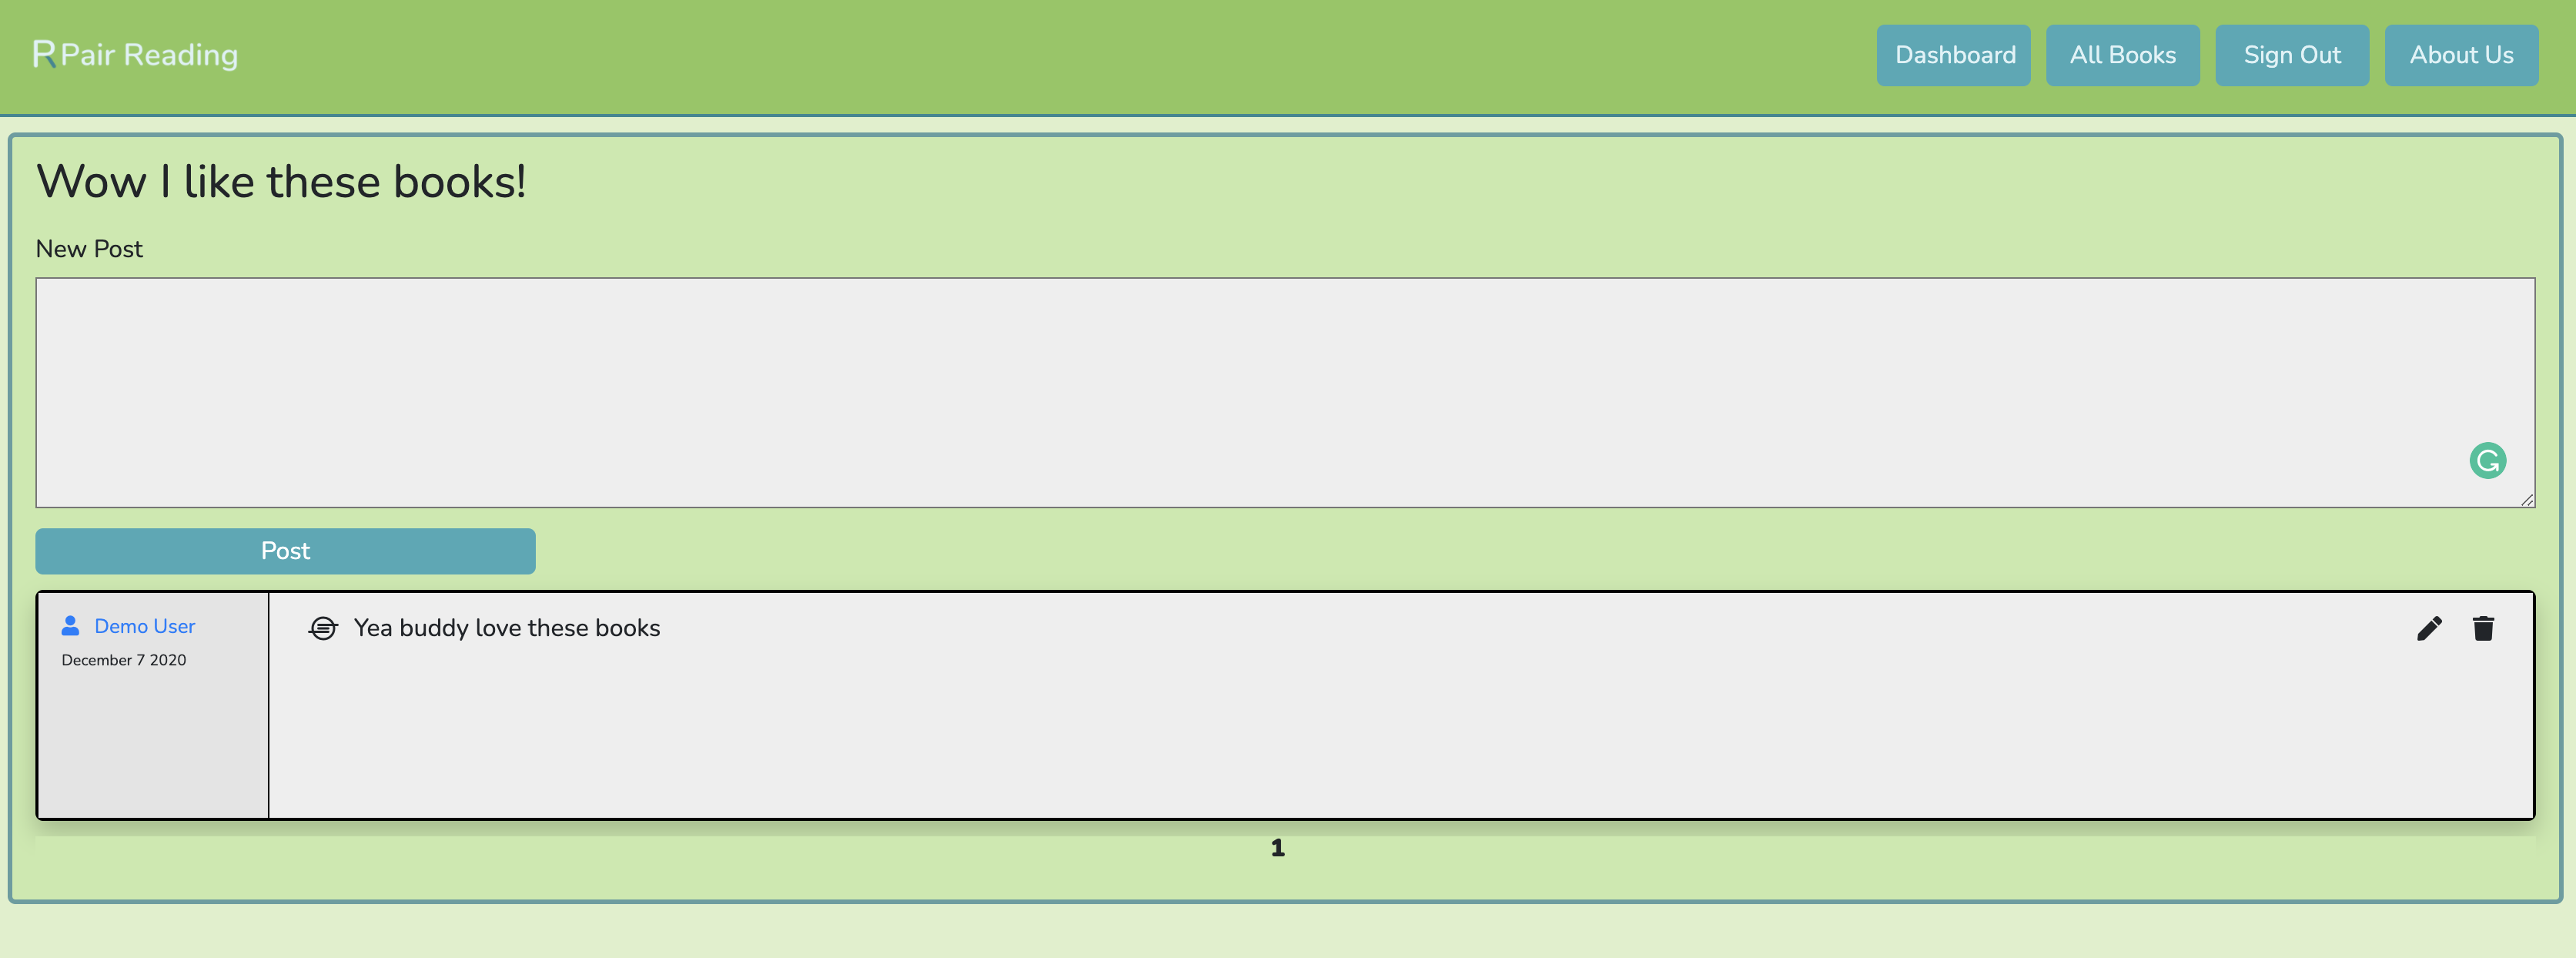 R Pair Reading
Dashboard
All Books
Sign Out
About Us
Wow I like these books!
New Post
Post
Demo User
Yea buddy love these books
December 7 2020
1